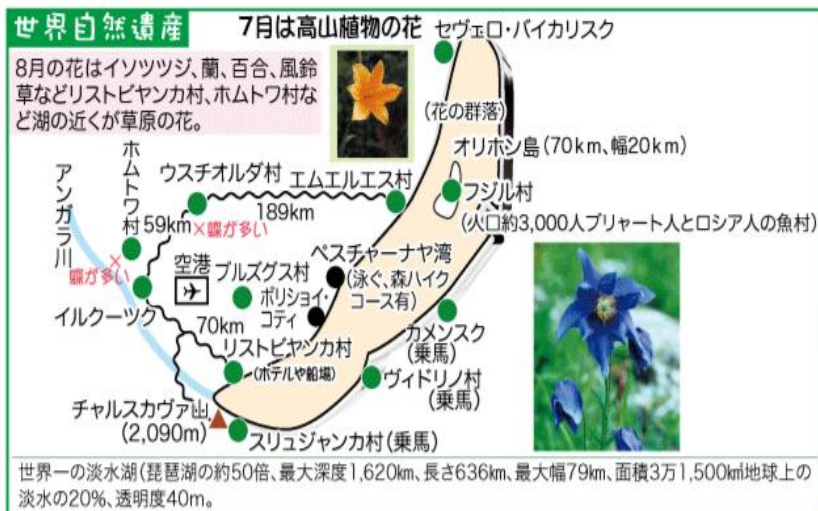 世界自然遺産
7月は高山植物の花
8月の花はイソツツジ、蘭、百合、風鈴
草などリストビヤンカ村、ホムトワ村な
ど湖の近くが草原の花。
セヴェロ・バイカリスク
(花の群落)
オリホン島(70km、幅20km)
フジル村
(人口約3,000人ブリャート人とロシア人の魚村)
ホムトワ村
アンガラ川
ウスチオルダ村
エムエルエス村
59km
189km
×蝶が多い
×
蝶が多い
空港
ブルズグス村
ペスチャーナヤ湾
(泳ぐ、森ハイク
コース有)
ボリショイ・
コティ
イルクーツク
70km
リストビヤンカ村
(ホテルや船場)
カメンスク
(乗馬)
ヴィドリノ村
(乗馬)
チャルスカヴァ山
(2,090m)
スリュジャンカ村(乗馬)
世界一の淡水湖(琵琶湖の約50倍、最大深度1,620km、長さ636km、最大幅79km、面積3万1,500k㎡地球上の
淡水の20%、透明度40m。